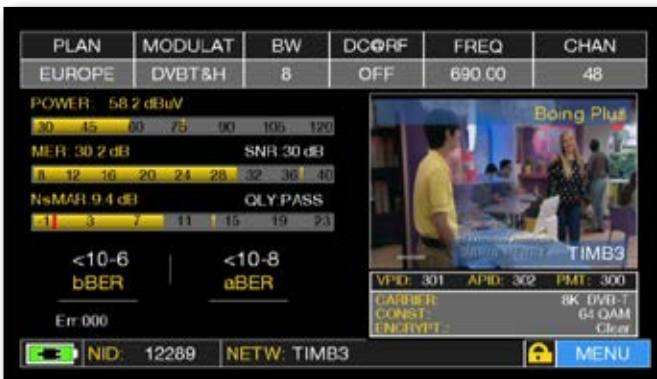 PLAN MODULAT BW DC@RF FREQ CHAN
EUROPE DVBT&H 8 OFF 690.00 48
POWER: 58.2 dBuV
30 45 60 75 90 105 120
MER: 30.2 dB SNR: 30 dB
8 12 16 20 24 28 32 36 40
NsMAR: 9.4 dB QLY:PASS
-1 3 7 11 15 19 23
<10-6 <10-8
bBER aBER
Err:000
Boing Plus
TIMB3
VPID: 301 APID: 302 PMT: 300
CARRIER: 8K DVB-T
CONST.: 64 QAM
ENCRYPT.: Clear
NID: 12289 NETW: TIMB3 MENU